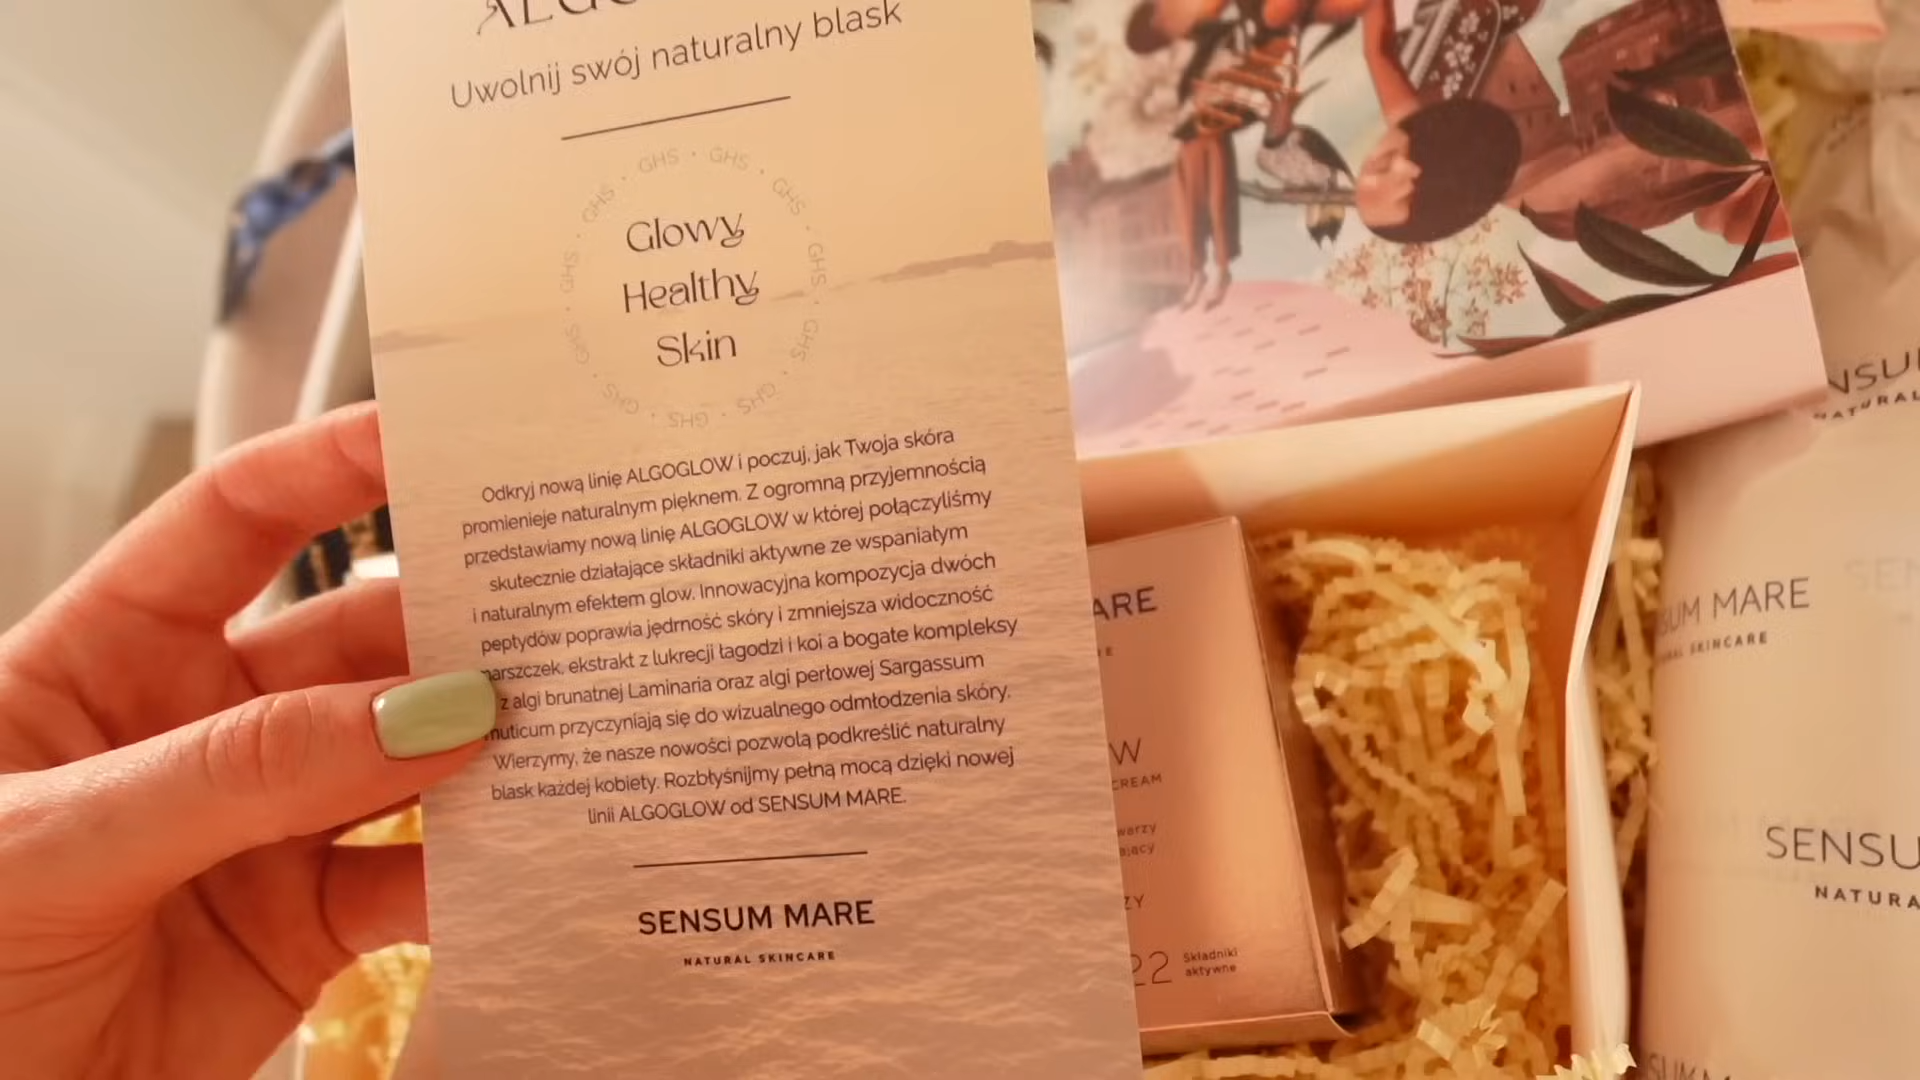 Uwolnij swój naturalny blask
GHS · GHS · GHS · GHS · GHS · GHS · GHS · GHS · GHS · GHS
Glowy
Healthy
Skin
Odkryj nową linię ALGOGLOW i poczuj, jak Twoja skóra
promienieje naturalnym pięknem. Z ogromną przyjemnością
przedstawiamy nową linię ALGOGLOW w której połączyliśmy
skutecznie działające składniki aktywne ze wspaniałym
i naturalnym efektem glow. Innowacyjna kompozycja dwóch
peptydów poprawia jędrność skóry i zmniejsza widoczność
marszczek, ekstrakt z lukrecji łagodzi i koi a bogate kompleksy
z algi brunatnej Laminaria oraz algi perłowej Sargassum
muticum przyczyniają się do wizualnego odmłodzenia skóry.
Wierzymy, że nasze nowości pozwolą podkreślić naturalny
blask każdej kobiety. Rozbłyśnijmy pełną mocą dzięki nowej
linii ALGOGLOW od SENSUM MARE.
SENSUM MARE
NATURAL SKINCARE
ARE
W
CREAM
22 Składniki
aktywne
NSU
NATURAL
SUM MARE
SKINCARE
SENSU
NATURA